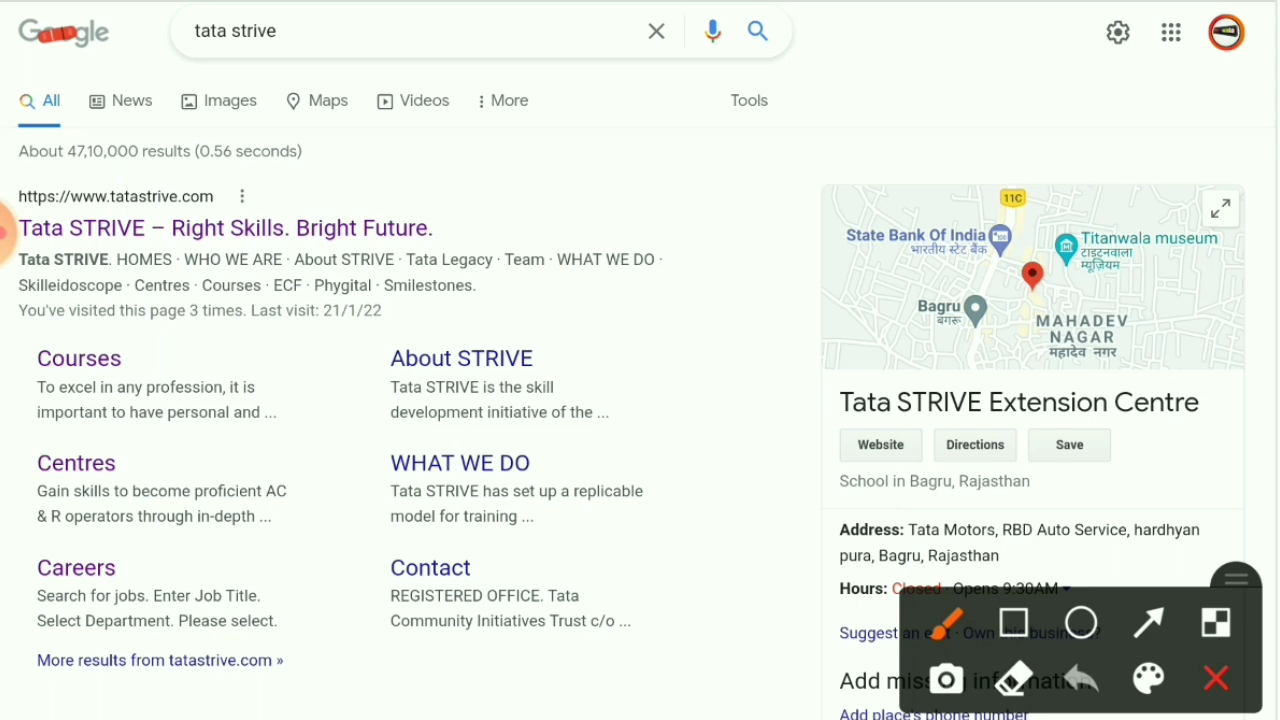 Google
tata strive
All
News
Images
Maps
Videos
More
Tools
About 47,10,000 results (0.56 seconds)
https://www.tatastrive.com
Tata STRIVE – Right Skills. Bright Future.
Tata STRIVE. HOMES · WHO WE ARE · About STRIVE · Tata Legacy · Team · WHAT WE DO ·
Skilleidoscope · Centres · Courses · ECF · Phygital · Smilestones.
You've visited this page 3 times. Last visit: 21/1/22
Courses
To excel in any profession, it is
important to have personal and ...
About STRIVE
Tata STRIVE is the skill
development initiative of the ...
Centres
Gain skills to become proficient AC
& R operators through in-depth ...
WHAT WE DO
Tata STRIVE has set up a replicable
model for training ...
Careers
Search for jobs. Enter Job Title.
Select Department. Please select.
Contact
REGISTERED OFFICE. Tata
Community Initiatives Trust c/o ...
More results from tatastrive.com »
11C
State Bank Of India
भारतीय स्टेट बैंक
Titanwala museum
टाइटनवाला
म्यूज़ियम
Bagru
बगरू
MAHADEV
NAGAR
महादेव नगर
Tata STRIVE Extension Centre
Website
Directions
Save
School in Bagru, Rajasthan
Address: Tata Motors, RBD Auto Service, hardhyan
pura, Bagru, Rajasthan
Hours: Closed · Opens 9:30AM
Suggest an edit · Own this business?
Add missing information
Add place's phone number